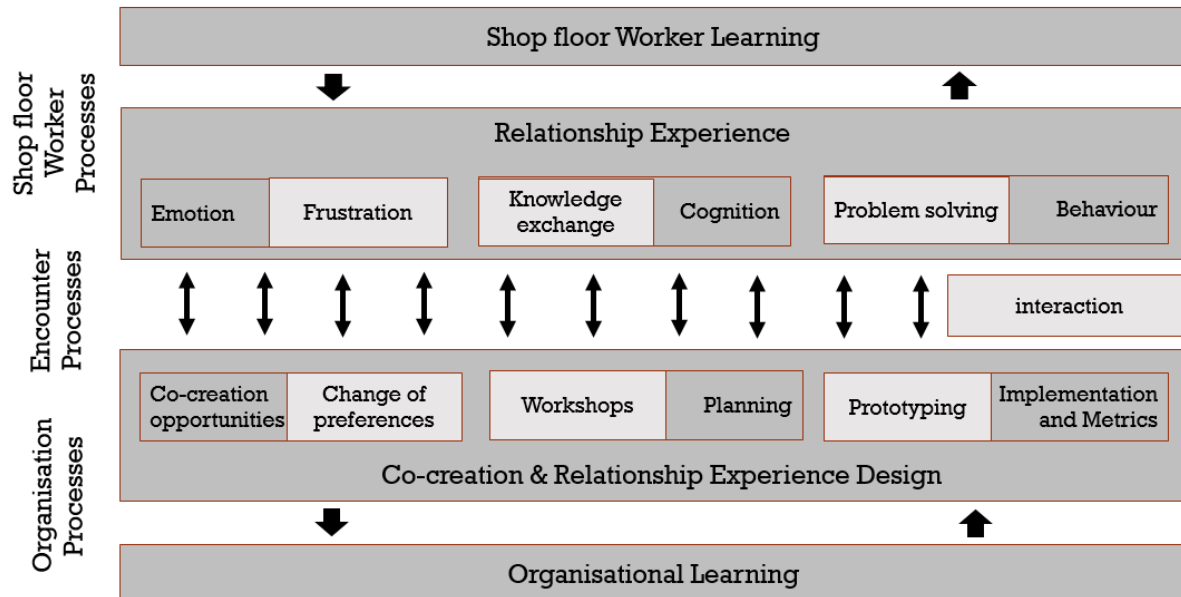 Shop floor Worker Learning
Shop floor
Worker
Processes
Relationship Experience
Emotion
Frustration
Knowledge
exchange
Cognition
Problem solving
Behaviour
Encounter
Processes
interaction
Organisation
Processes
Co-creation
opportunities
Change of
preferences
Workshops
Planning
Prototyping
Implementation
and Metrics
Co-creation & Relationship Experience Design
Organisational Learning